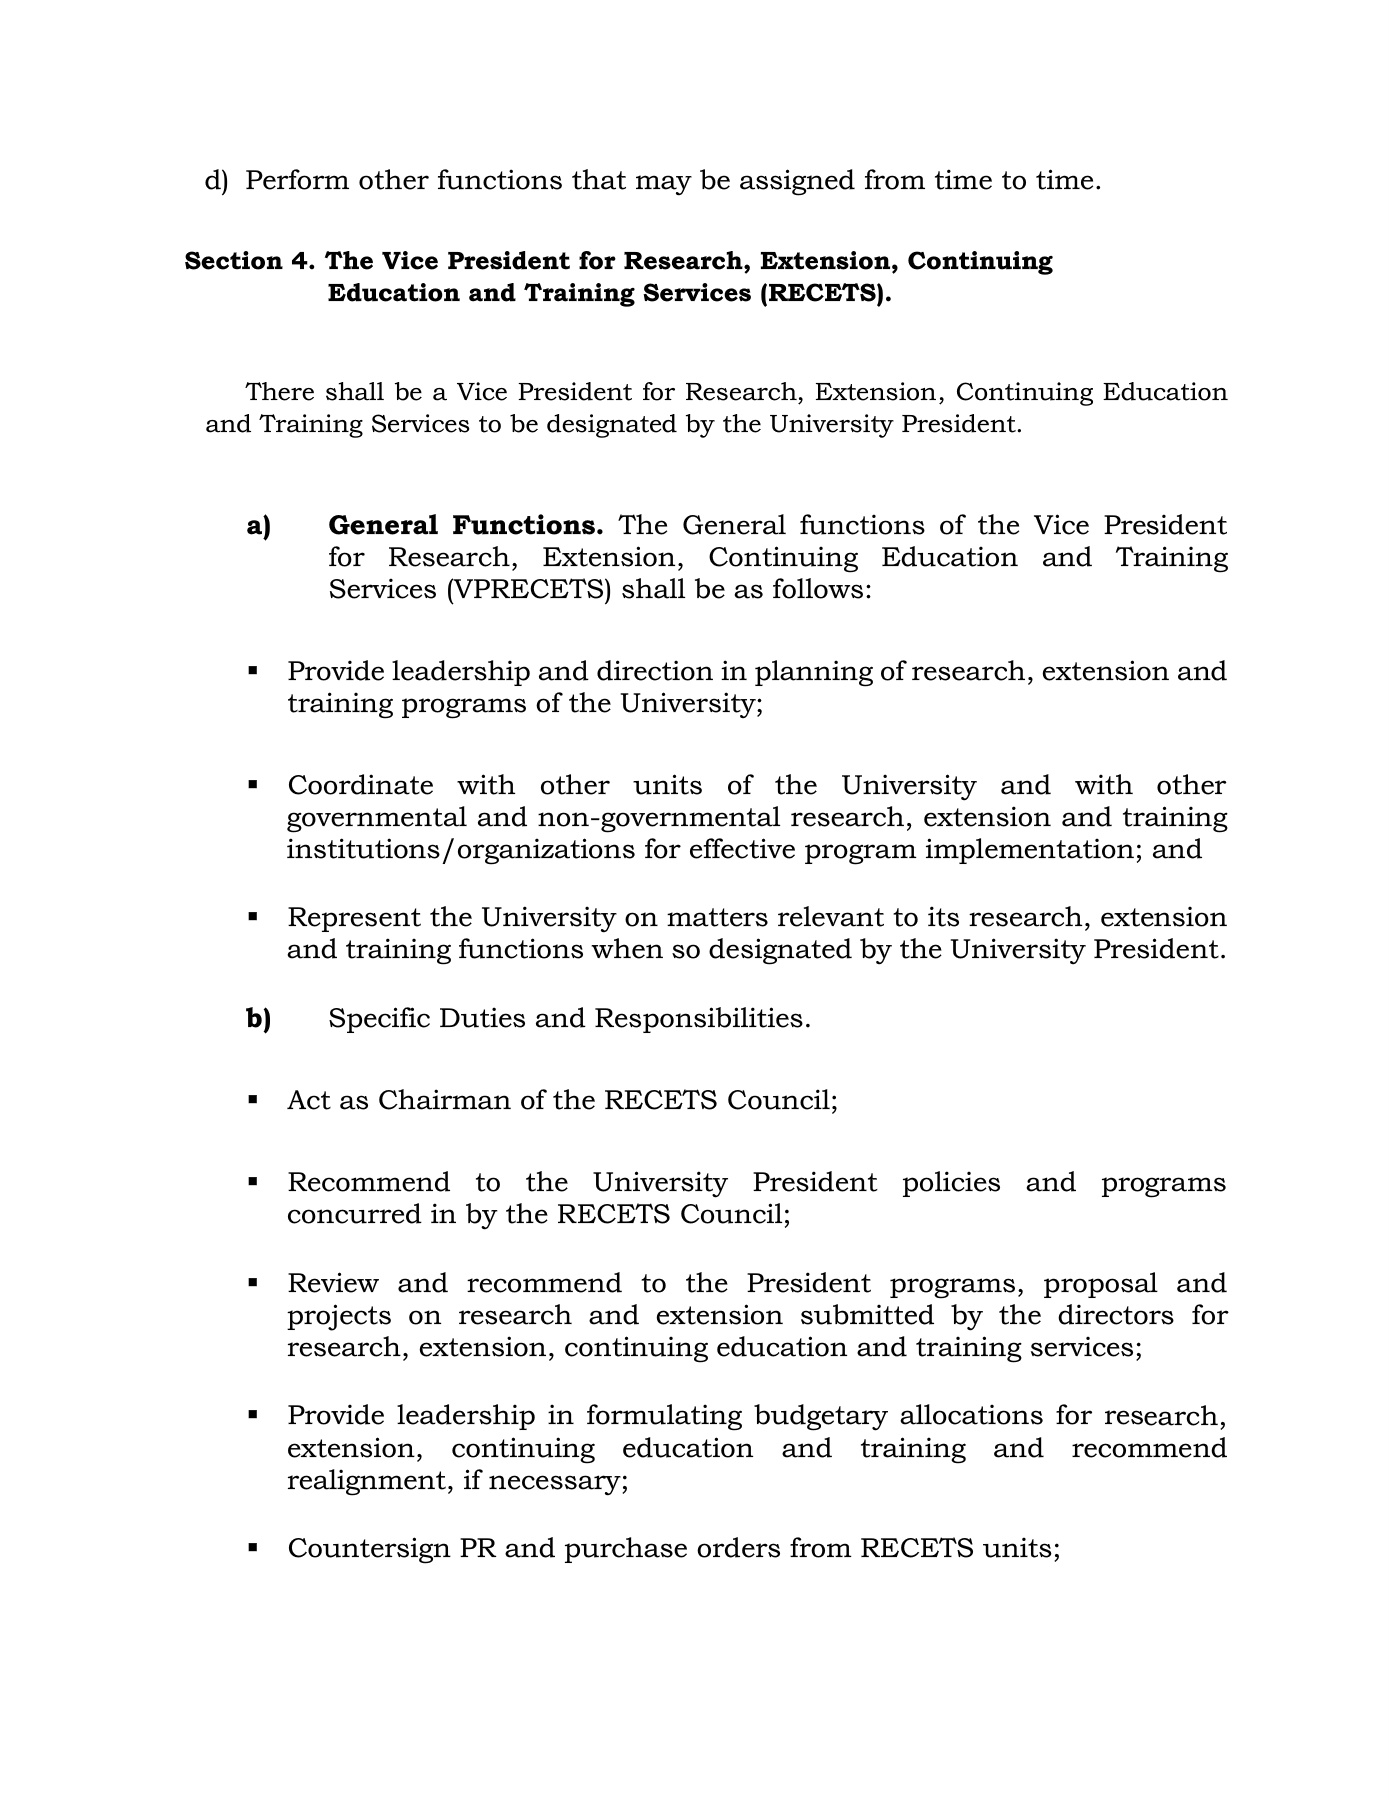 d) Perform other functions that may be assigned from time to time.
Section 4. The Vice President for Research, Extension, Continuing
Education and Training Services (RECETS).
There shall be a Vice President for Research, Extension, Continuing Education
and Training Services to be designated by the University President.
a) General Functions. The General functions of the Vice President
for Research, Extension, Continuing Education and Training
Services (VPRECETS) shall be as follows:
▪ Provide leadership and direction in planning of research, extension and
training programs of the University;
▪ Coordinate with other units of the University and with other
governmental and non-governmental research, extension and training
institutions/organizations for effective program implementation; and
▪ Represent the University on matters relevant to its research, extension
and training functions when so designated by the University President.
b) Specific Duties and Responsibilities.
▪ Act as Chairman of the RECETS Council;
▪ Recommend to the University President policies and programs
concurred in by the RECETS Council;
▪ Review and recommend to the President programs, proposal and
projects on research and extension submitted by the directors for
research, extension, continuing education and training services;
▪ Provide leadership in formulating budgetary allocations for research,
extension, continuing education and training and recommend
realignment, if necessary;
▪ Countersign PR and purchase orders from RECETS units;